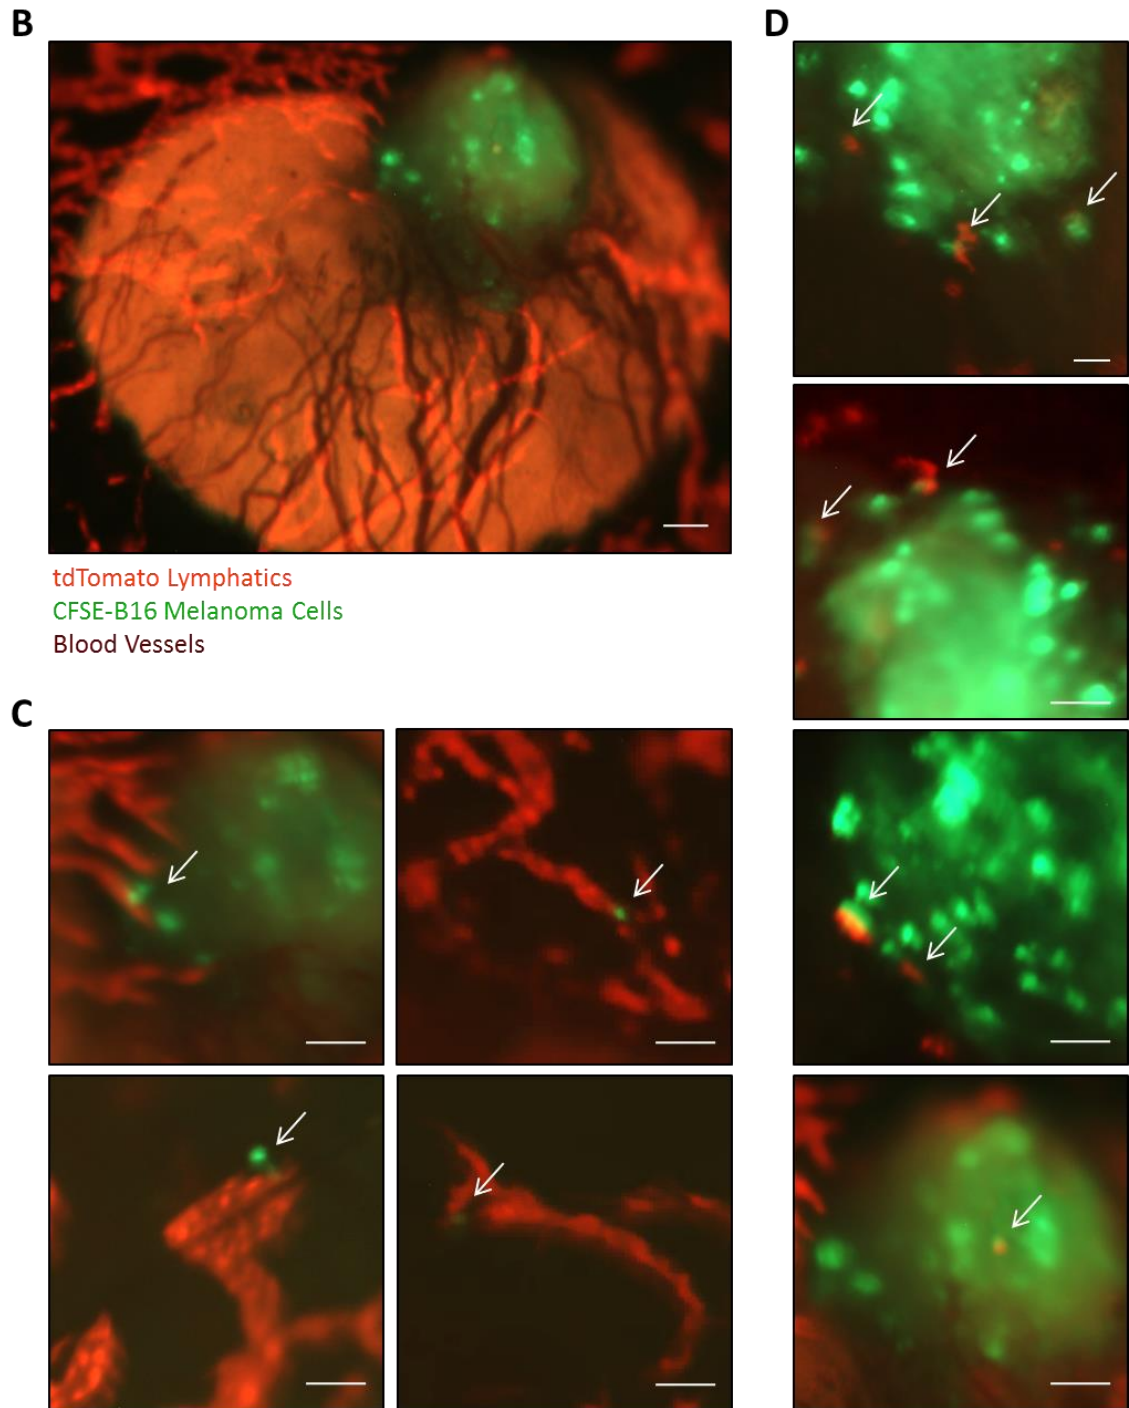 B
tdTomato Lymphatics
CFSE-B16 Melanoma Cells
Blood Vessels
C
D